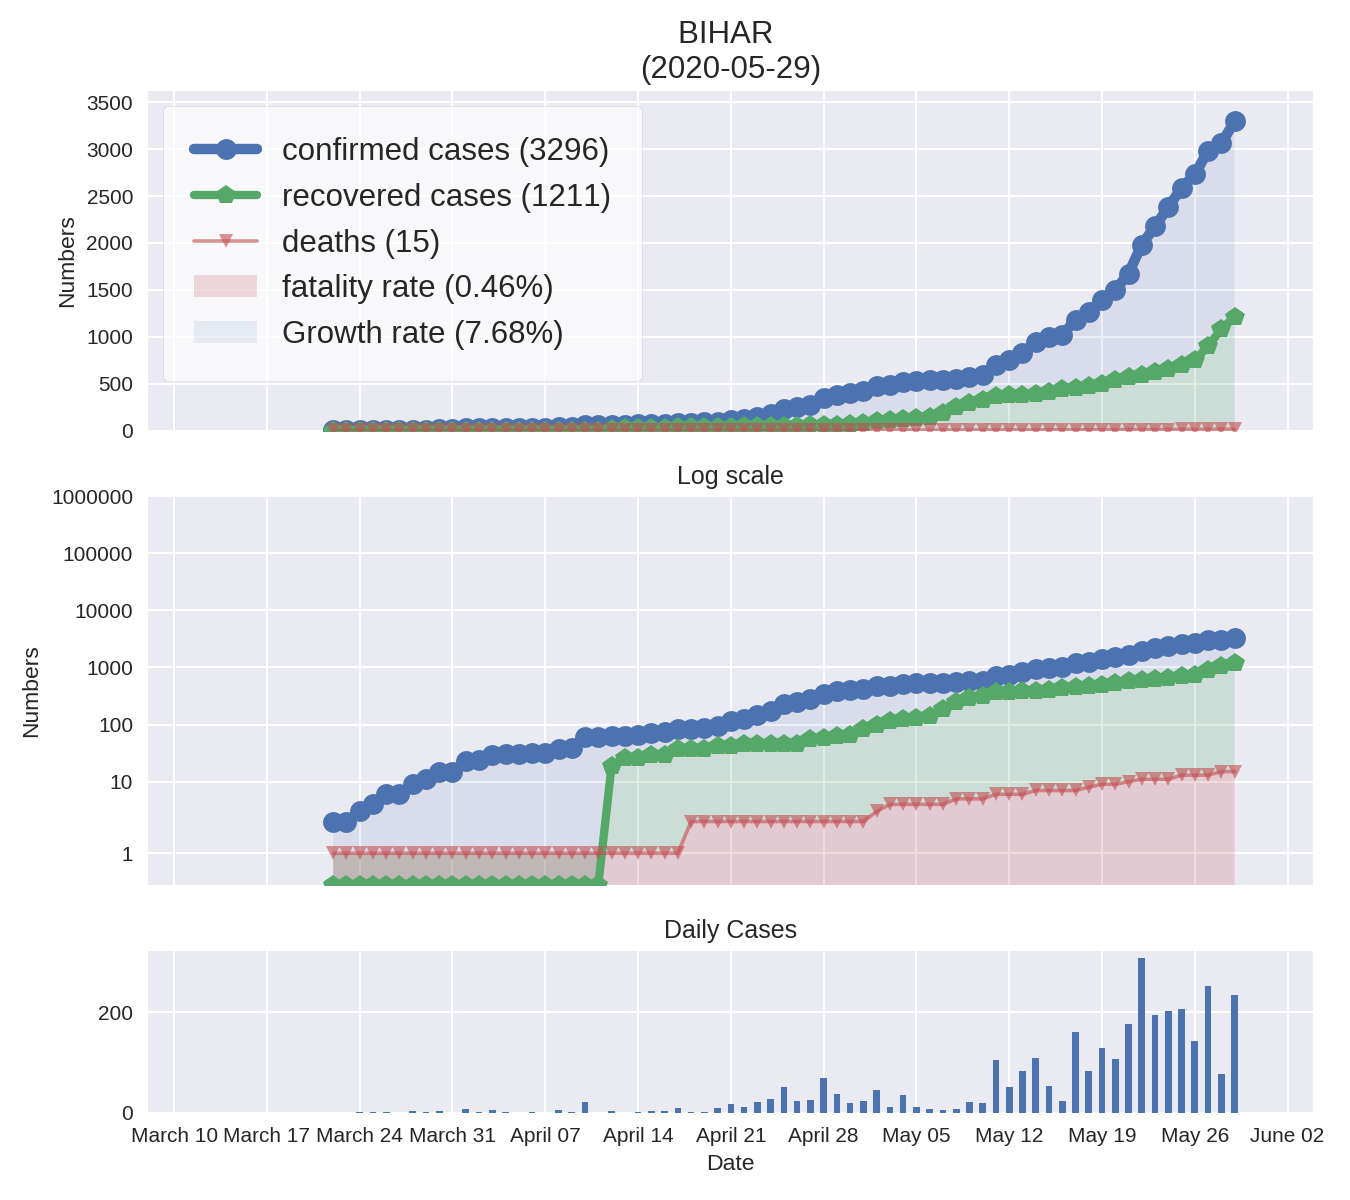 BIHAR
(2020-05-29)
3500
3000
2500
2000
1500
1000
500
0
Numbers
confirmed cases (3296)
recovered cases (1211)
deaths (15)
fatality rate (0.46%)
Growth rate (7.68%)
Log scale
1000000
100000
10000
1000
100
10
1
Numbers
Daily Cases
200
0
March 10 March 17 March 24 March 31 April 07 April 14 April 21 April 28 May 05 May 12 May 19 May 26 June 02
Date